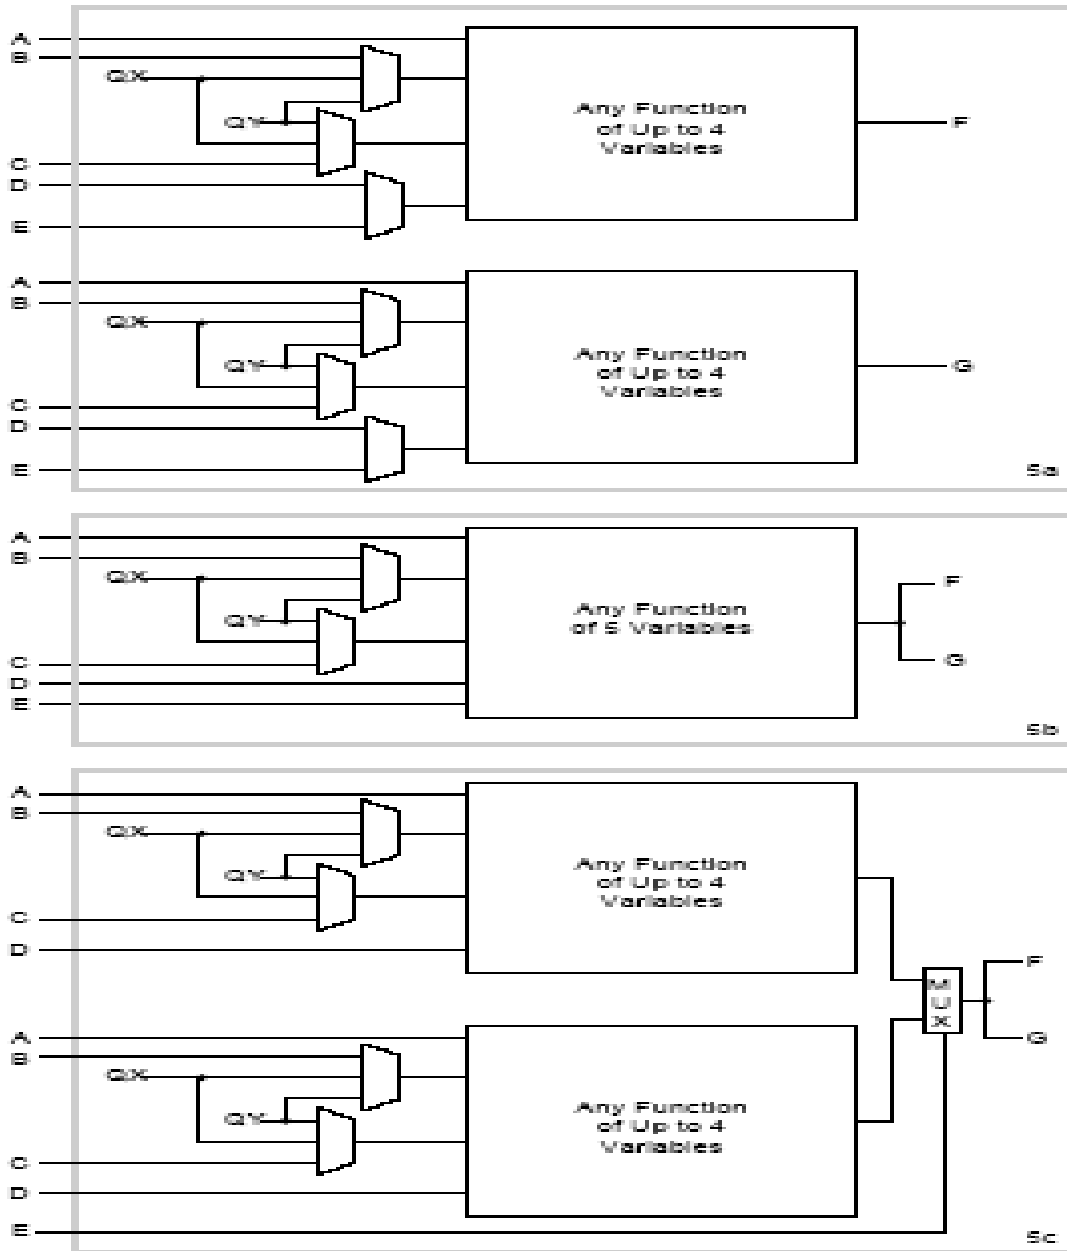 A
B
QX
Any Function
of Up to 4
Variables
QY
F
C
D
E
A
B
QX
Any Function
of Up to 4
Variables
QY
G
C
D
E
5a
A
B
QX
F
Any Function
of 5 Variables
QY
G
C
D
E
5b
A
B
QX
Any Function
of Up to 4
Variables
QY
C
D
F
MUX
G
A
B
QX
Any Function
of Up to 4
Variables
QY
C
D
E
5c